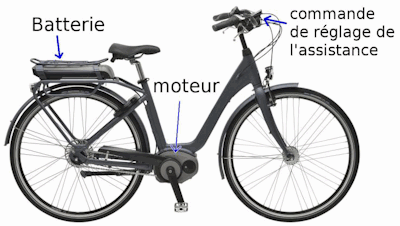 Batterie
commande
de réglage de
l'assistance
moteur